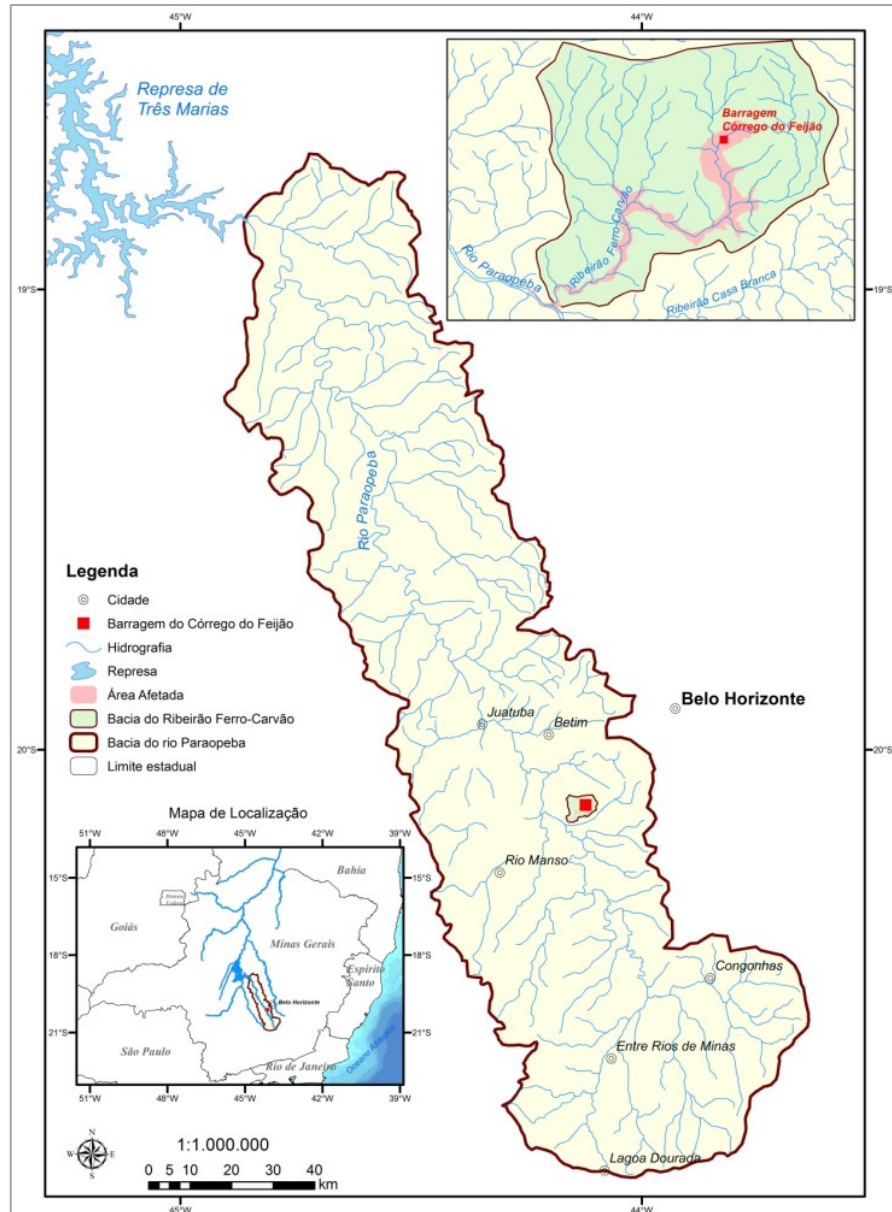 45°W
44°W
Represa de
Três Marias
Barragem
Córrego do Feijão
Ribeirão Ferro-Carvão
Rio Paraopeba
Ribeirão Casa Branca
19°S
19°S
Rio Paraopeba
Legenda
Cidade
Barragem do Córrego do Feijão
Hidrografia
Represa
Área Afetada
Bacia do Ribeirão Ferro-Carvão
Bacia do rio Paraopeba
Limite estadual
Juatuba
Betim
Belo Horizonte
20°S
20°S
Rio Manso
Congonhas
Entre Rios de Minas
Lagoa Dourada
Mapa de Localização
51°W
48°W
45°W
42°W
39°W
Bahia
15°S
15°S
Goiás
Minas Gerais
18°S
18°S
Espírito
Santo
Belo Horizonte
21°S
21°S
São Paulo
Rio de Janeiro
Oceano Atlântico
51°W
48°W
45°W
42°W
39°W
N
W
E
S
1:1.000.000
0 5 10 20 30 40
km
45°W
44°W